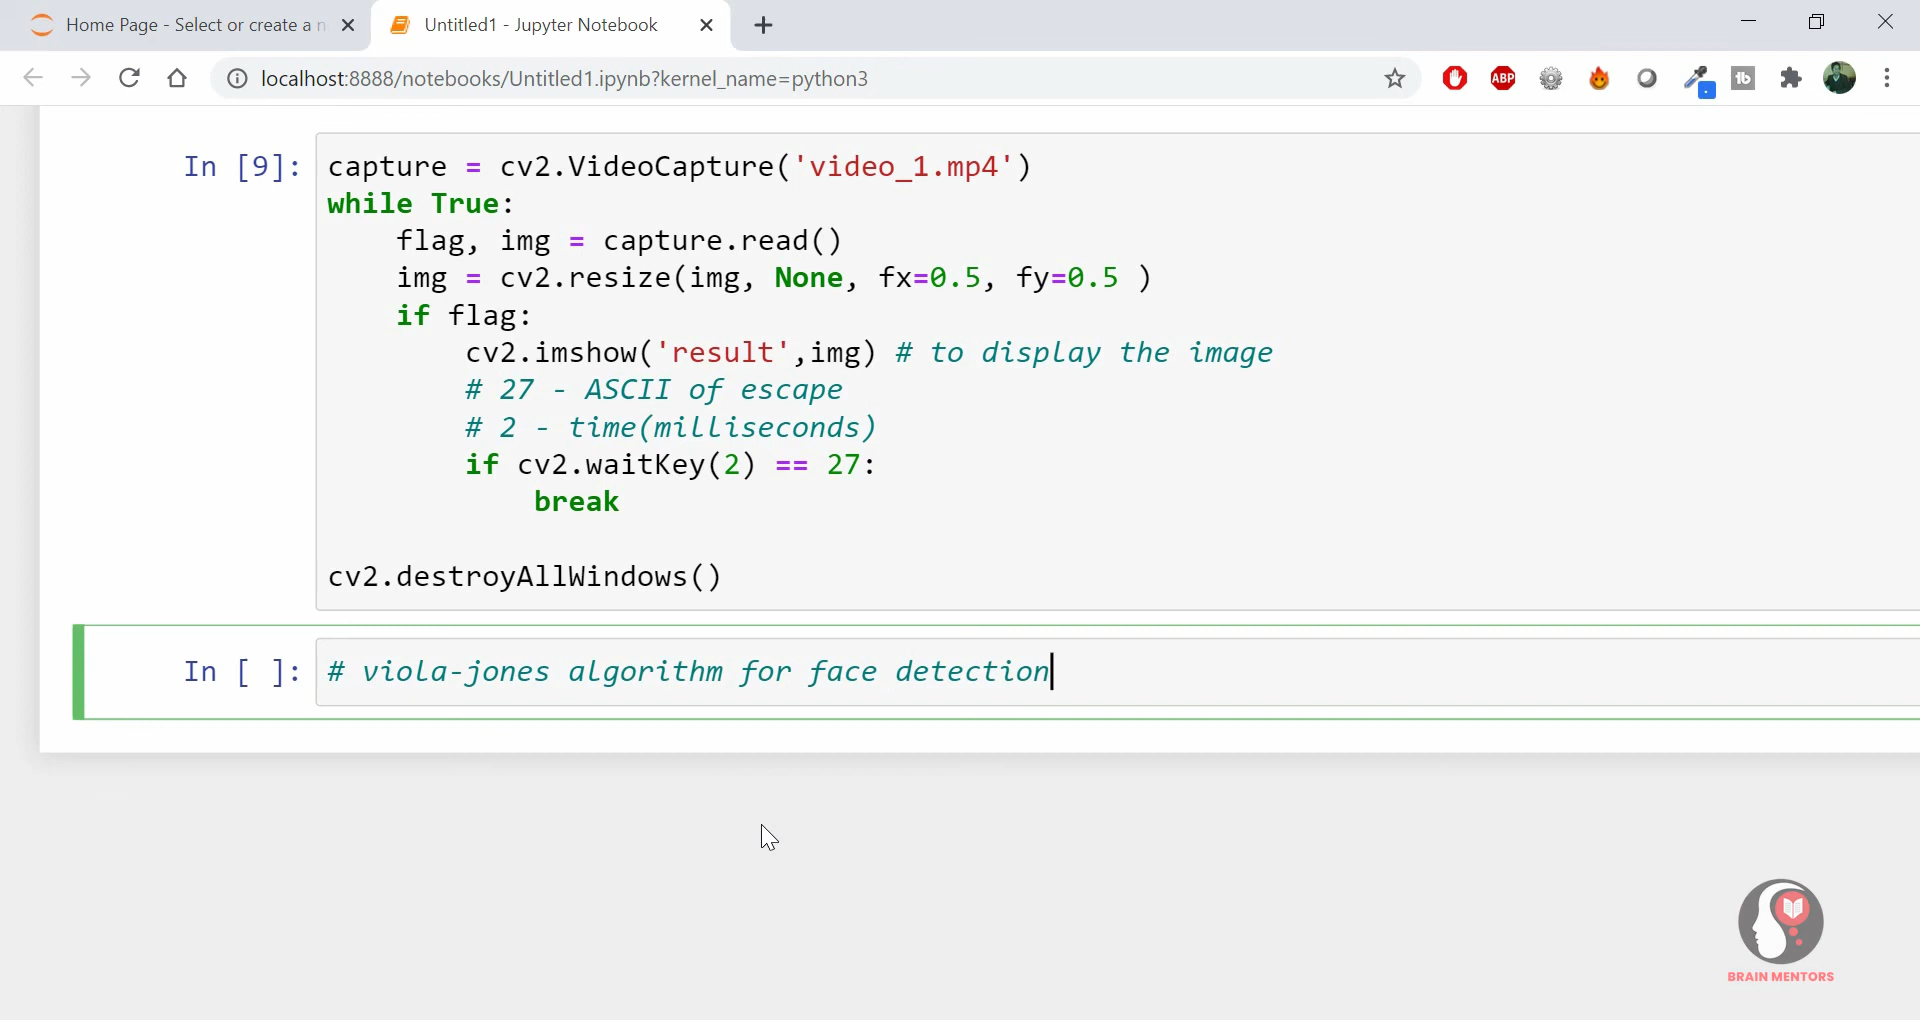 Home Page - Select or create a n
Untitled1 - Jupyter Notebook
localhost:8888/notebooks/Untitled1.ipynb?kernel_name=python3
ABP
tb
In [9]:
capture = cv2.VideoCapture('video_1.mp4')
while True:
    flag, img = capture.read()
    img = cv2.resize(img, None, fx=0.5, fy=0.5 )
    if flag:
        cv2.imshow('result',img) # to display the image
        # 27 - ASCII of escape
        # 2 - time(milliseconds)
        if cv2.waitKey(2) == 27:
            break
cv2.destroyAllWindows()
In [ ]:
# viola-jones algorithm for face detection
BRAIN MENTORS